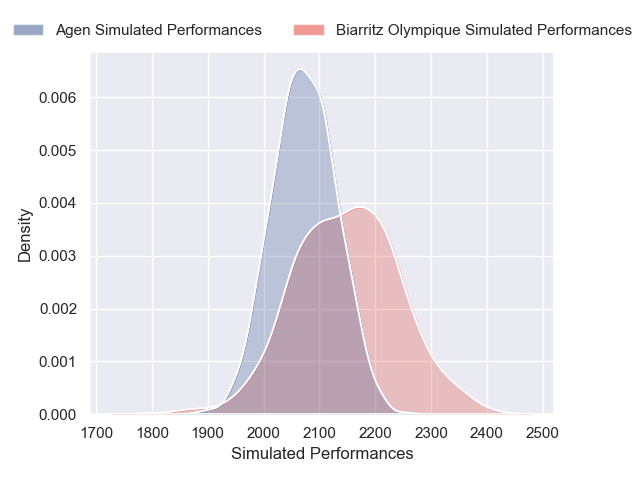 Agen Simulated Performances
Biarritz Olympique Simulated Performances
Density
0.006
0.005
0.004
0.003
0.002
0.001
0.000
1700 1800 1900 2000 2100 2200 2300 2400 2500
Simulated Performances